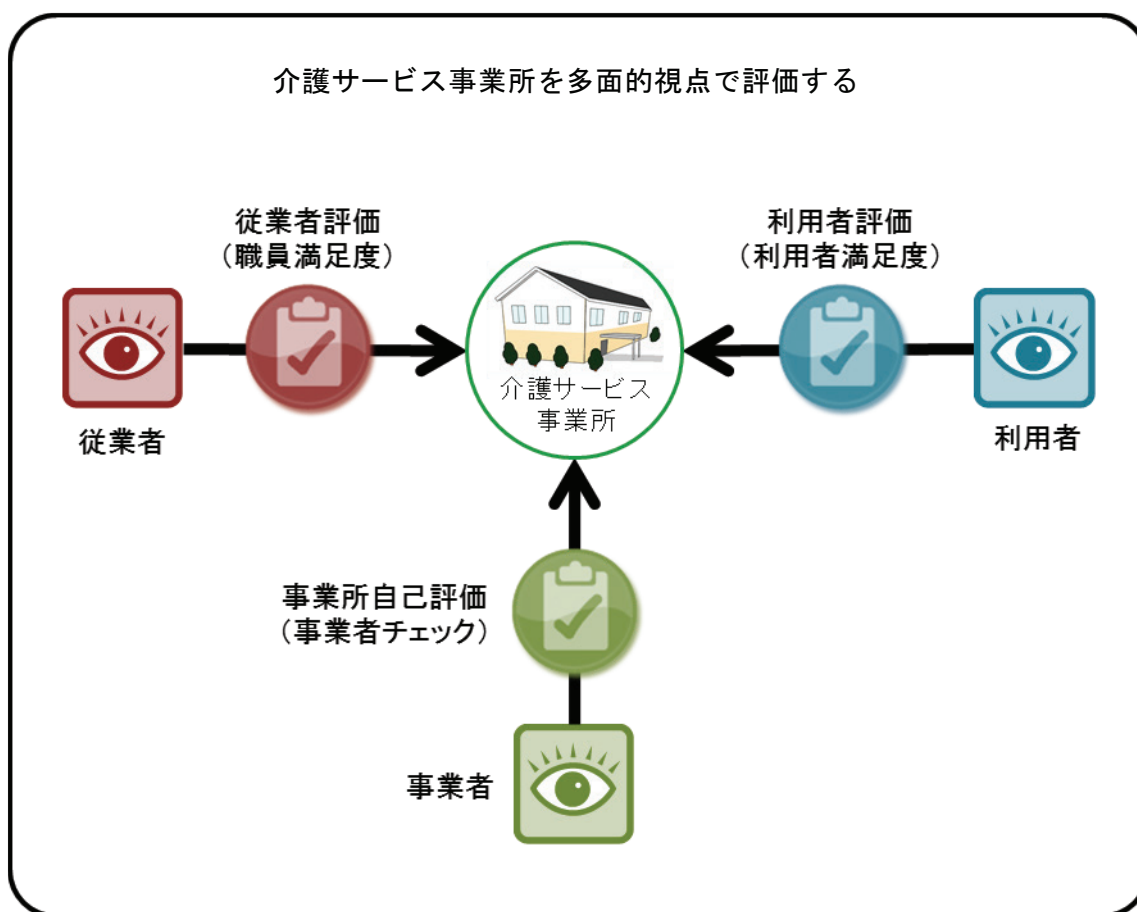 介護サービス事業所を多面的視点で評価する
従業者評価
（職員満足度）
利用者評価
（利用者満足度）
介護サービス
事業所
従業者
利用者
事業所自己評価
（事業者チェック）
事業者